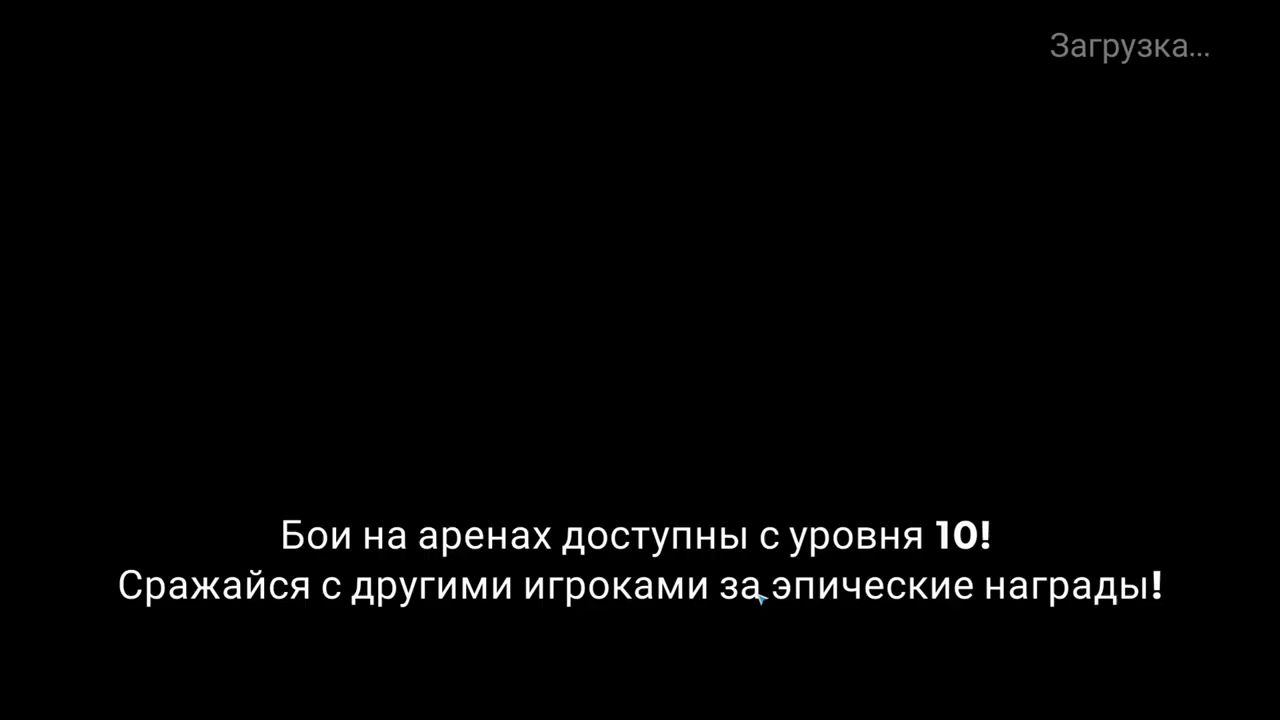 Загрузка...
Бои на аренах доступны с уровня 10!
Сражайся с другими игроками за эпические награды!